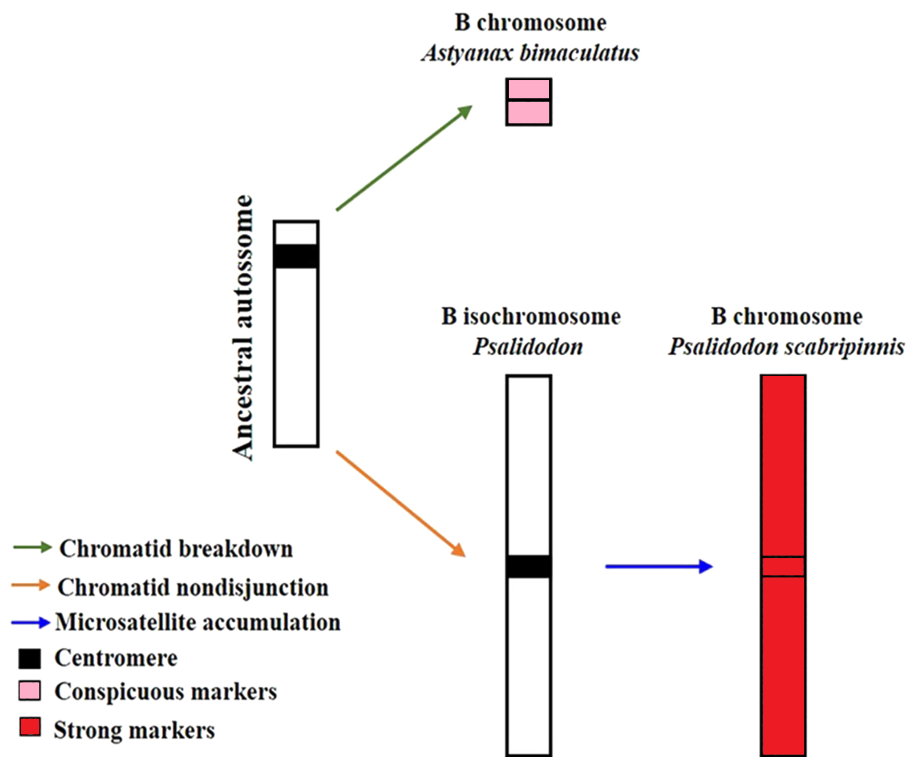 B chromosome
Astyanax bimaculatus
Ancestral autossome
B isochromosome
Psalidodon
B chromosome
Psalidodon scabripinnis
Chromatid breakdown
Chromatid nondisjunction
Microsatellite accumulation
Centromere
Conspicuous markers
Strong markers